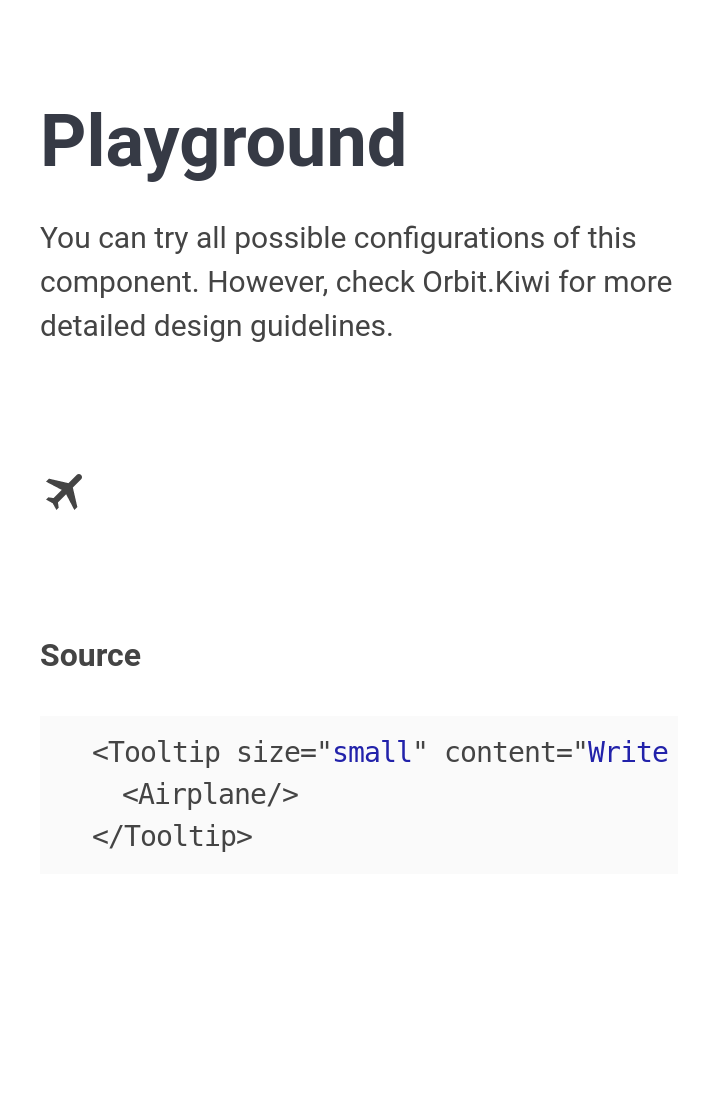 Playground
You can try all possible configurations of this
component. However, check Orbit.Kiwi for more
detailed design guidelines.
Source
<Tooltip size="small" content="Write
<Airplane/>
</Tooltip>